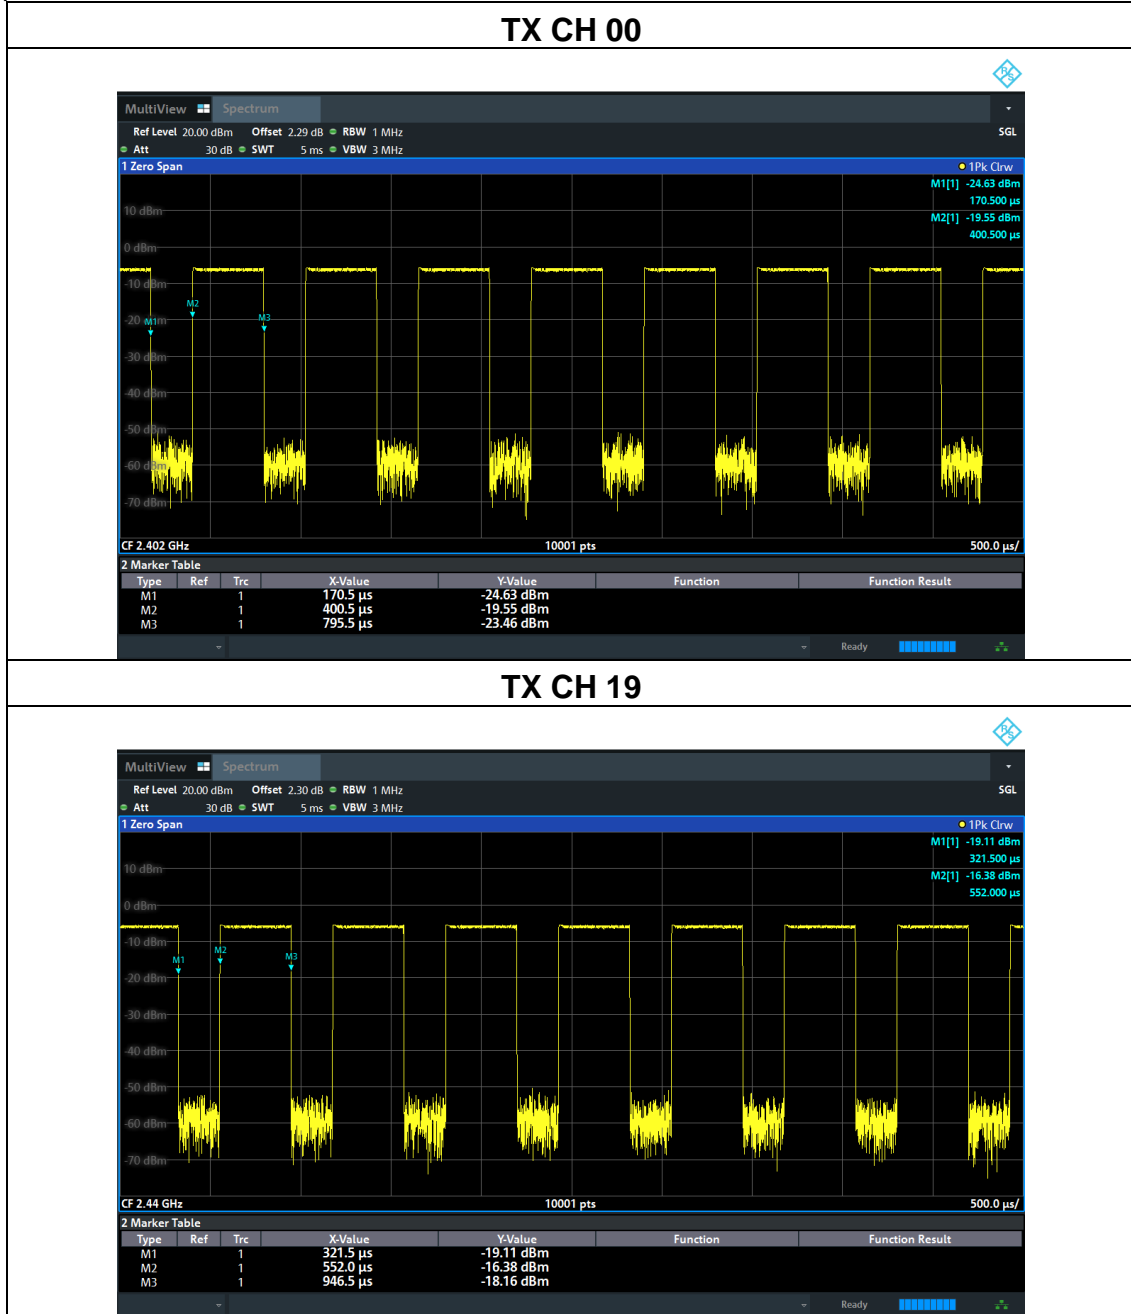 TX CH 00
MultiView Spectrum
Ref Level 20.00 dBm Offset 2.29 dB RBW 1 MHz SGL
Att 30 dB SWT 5 ms VBW 3 MHz
1 Zero Span 1Pk Clrw
M1[1] -24.63 dBm
170.500 µs
M2[1] -19.55 dBm
400.500 µs
10 dBm
0 dBm
-10 dBm
M2
-20 dBm M1 M3
-30 dBm
-40 dBm
-50 dBm
-60 dBm
-70 dBm
CF 2.402 GHz 10001 pts 500.0 µs/
2 Marker Table
Type Ref Trc X-Value Y-Value Function Function Result
M1 1 170.5 µs -24.63 dBm
M2 1 400.5 µs -19.55 dBm
M3 1 795.5 µs -23.46 dBm
Ready
TX CH 19
MultiView Spectrum
Ref Level 20.00 dBm Offset 2.30 dB RBW 1 MHz SGL
Att 30 dB SWT 5 ms VBW 3 MHz
1 Zero Span 1Pk Clrw
M1[1] -19.11 dBm
321.500 µs
M2[1] -16.38 dBm
552.000 µs
10 dBm
0 dBm
-10 dBm
M1 M2 M3
-20 dBm
-30 dBm
-40 dBm
-50 dBm
-60 dBm
-70 dBm
CF 2.44 GHz 10001 pts 500.0 µs/
2 Marker Table
Type Ref Trc X-Value Y-Value Function Function Result
M1 1 321.5 µs -19.11 dBm
M2 1 552.0 µs -16.38 dBm
M3 1 946.5 µs -18.16 dBm
Ready